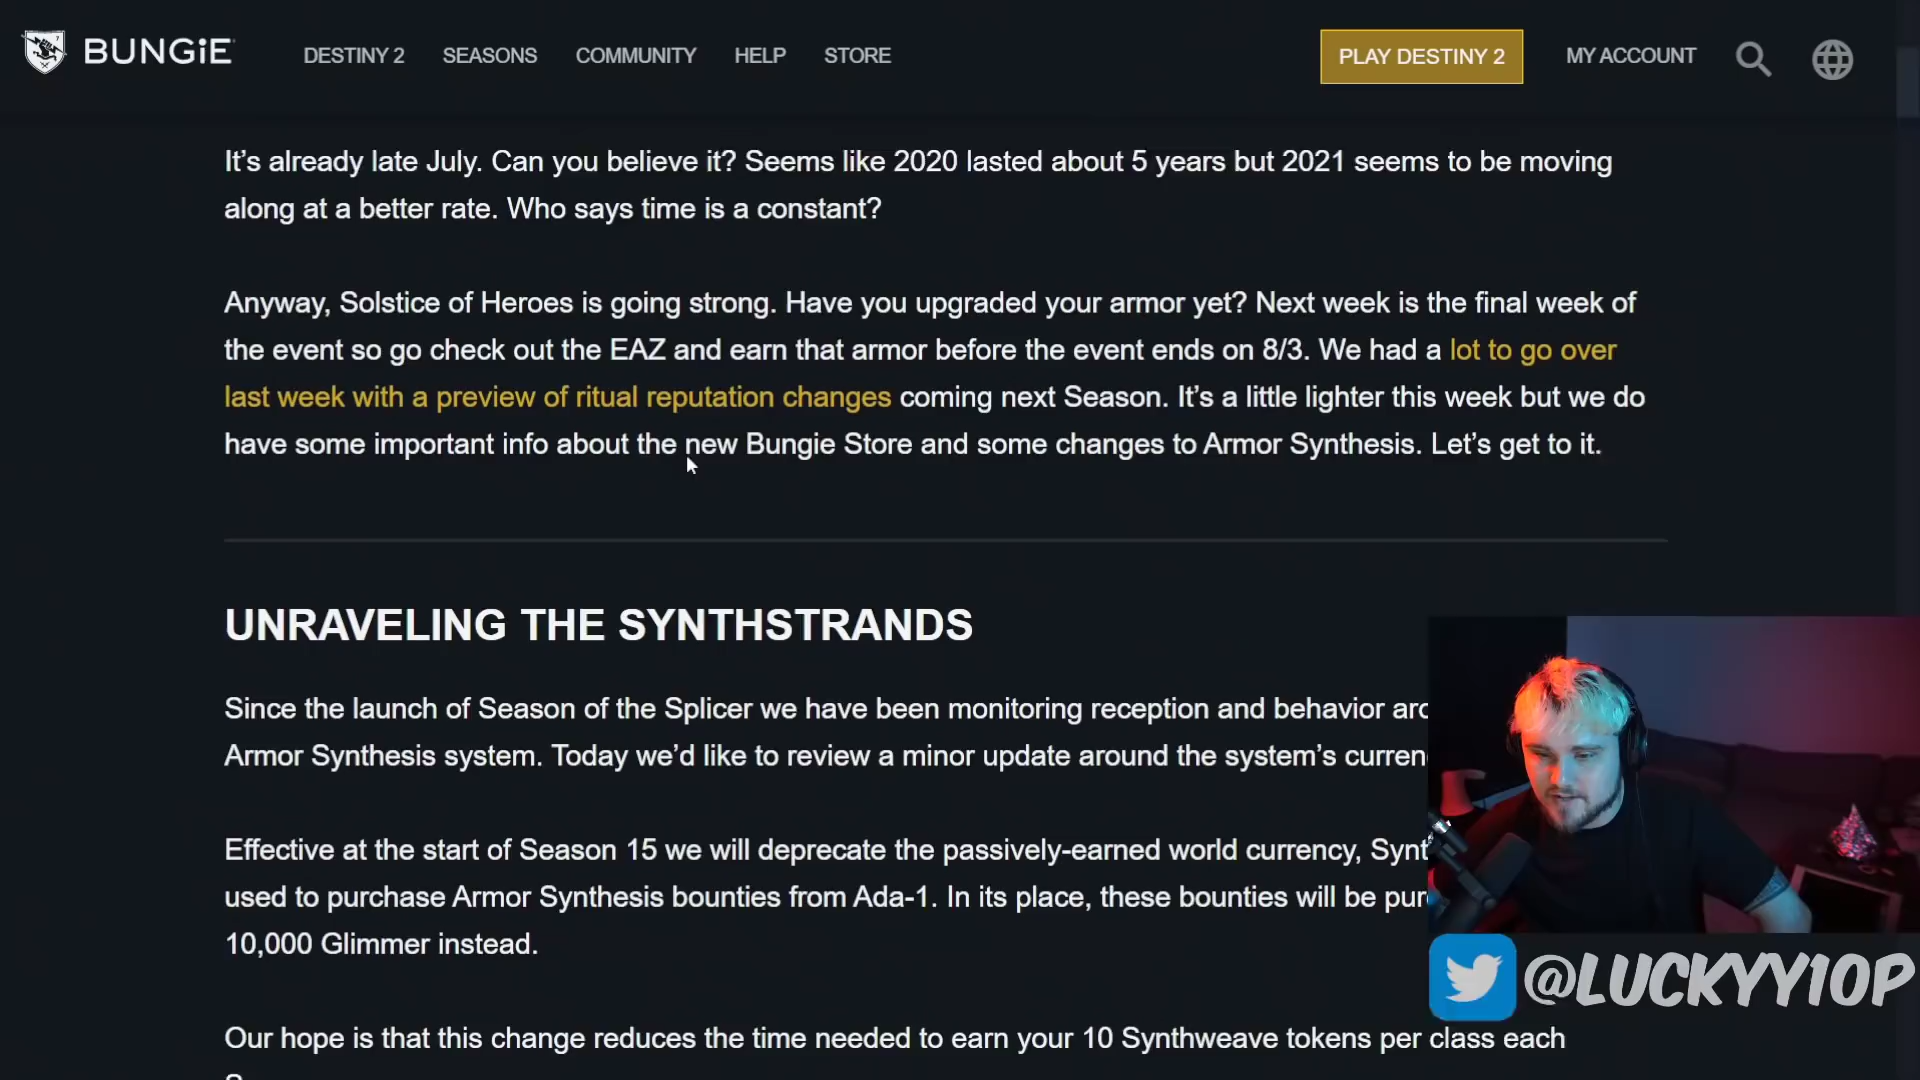 BUNGiE
DESTINY 2 SEASONS COMMUNITY HELP STORE
PLAY DESTINY 2
MY ACCOUNT
It’s already late July. Can you believe it? Seems like 2020 lasted about 5 years but 2021 seems to be moving
along at a better rate. Who says time is a constant?
Anyway, Solstice of Heroes is going strong. Have you upgraded your armor yet? Next week is the final week of
the event so go check out the EAZ and earn that armor before the event ends on 8/3. We had a lot to go over
last week with a preview of ritual reputation changes coming next Season. It’s a little lighter this week but we do
have some important info about the new Bungie Store and some changes to Armor Synthesis. Let’s get to it.
UNRAVELING THE SYNTHSTRANDS
Since the launch of Season of the Splicer we have been monitoring reception and behavior
Armor Synthesis system. Today we’d like to review a minor update around the system’s
Effective at the start of Season 15 we will deprecate the passively-earned world currency,
used to purchase Armor Synthesis bounties from Ada-1. In its place, these bounties will be
10,000 Glimmer instead.
Our hope is that this change reduces the time needed to earn your 10 Synthweave tokens per class each
@LUCKYY10P